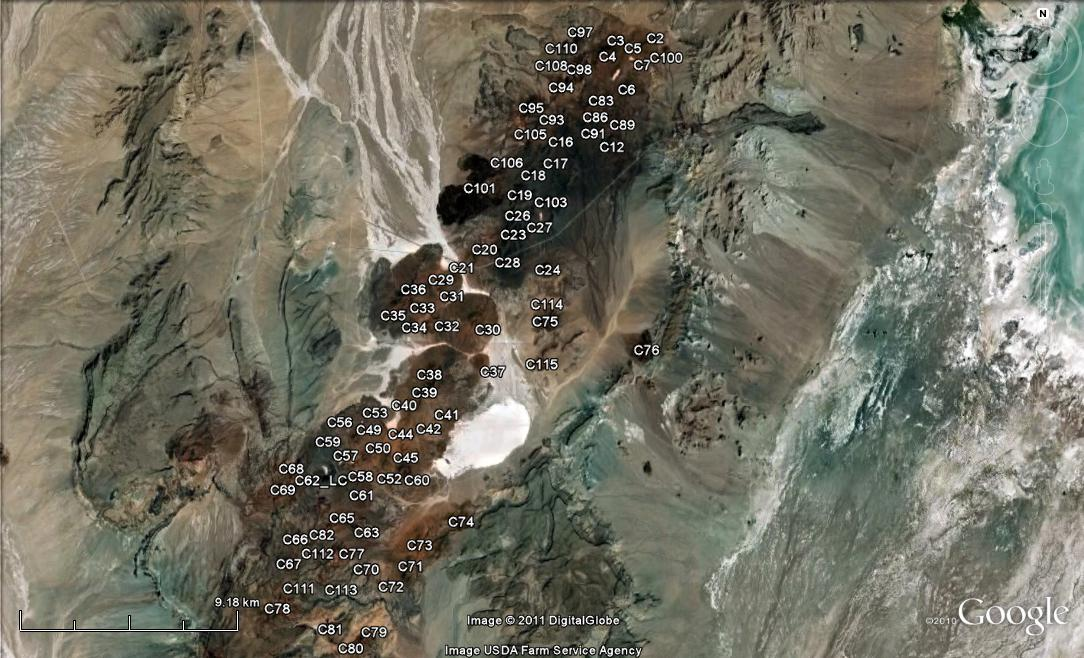 N
C97
C3
C2
C110
C5
C4
C100
C108
C98
C7
C94
C6
C83
C95
C86
C93
C89
C105
C91
C16
C12
C106
C17
C18
C101
C19
C103
C26
C27
C23
C20
C28
C21
C24
C29
C36
C31
C114
C33
C35
C75
C34
C32
C30
C76
C115
C37
C38
C39
C40
C53
C41
C56
C49
C44
C42
C59
C50
C57
C45
C68
C62_LC
C58
C52
C60
C69
C61
C65
C74
C82
C63
C66
C73
C112
C77
C67
C70
C71
C111
C113
C72
9.18 km
C78
Image © 2011 DigitalGlobe
©2010 Google
C81
C79
C80
Image USDA Farm Service Agency